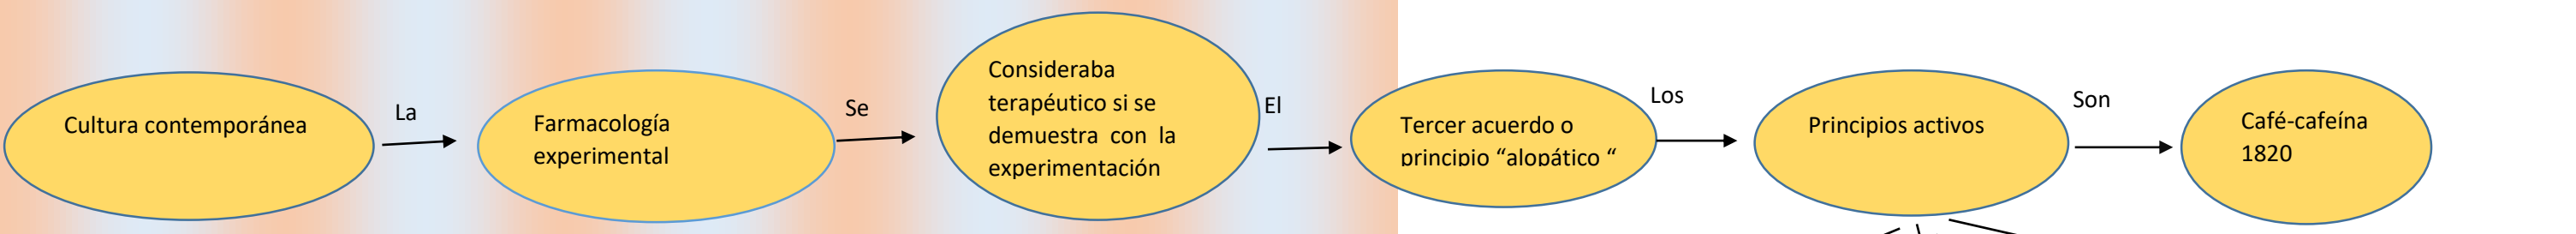 Cultura contemporánea
La
Farmacología
experimental
Se
Consideraba
terapéutico si se
demuestra con la
experimentación
El
Tercer acuerdo o
principio “alopático “
Los
Principios activos
Son
Café-cafeína
1820